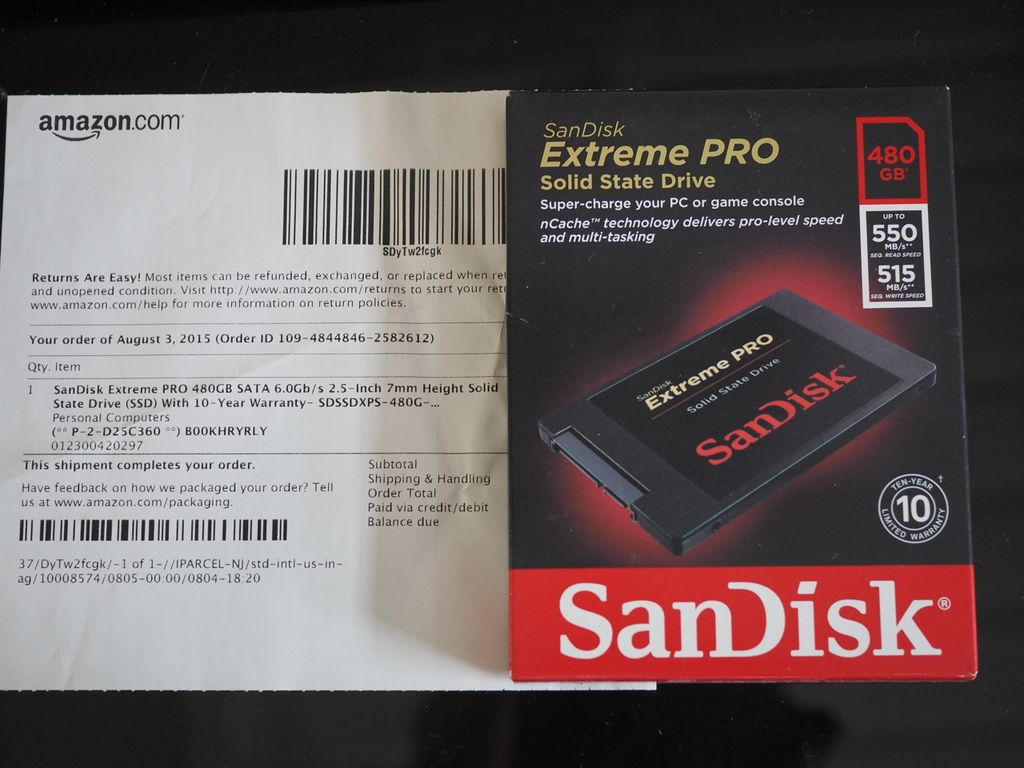 amazon.com
SDyTw2fcgk
Returns Are Easy! Most items can be refunded, exchanged, or replaced when
and unopened condition. Visit http://www.amazon.com/returns to start your
www.amazon.com/help for more information on return policies.
Your order of August 3, 2015 (Order ID 109-4844846-2582612)
Qty. Item
1 SanDisk Extreme PRO 480GB SATA 6.0Gb/s 2.5-Inch 7mm Height Solid
State Drive (SSD) With 10-Year Warranty- SDSSDXPS-480G-...
Personal Computers
(** P-2-D25C360 **) B00KHRYRLY
012300420297
This shipment completes your order.
Have feedback on how we packaged your order? Tell
us at www.amazon.com/packaging.
Subtotal
Shipping & Handling
Order Total
Paid via credit/debit
Balance due
37/DyTw2fcgk/-1 of 1-//IPARCEL-NJ/std-intl-us-in-
ag/10008574/0805-00:00/0804-18:20
SanDisk
Extreme PRO
Solid State Drive
Super-charge your PC or game console
nCache™ technology delivers pro-level speed
and multi-tasking
480
GB*
UP TO
550
MB/s**
SEQ. READ SPEED
515
MB/s**
SEQ. WRITE SPEED
SanDisk
Extreme PRO
Solid State Drive
SanDisk
TEN-YEAR †
10
LIMITED WARRANTY
SanDisk®